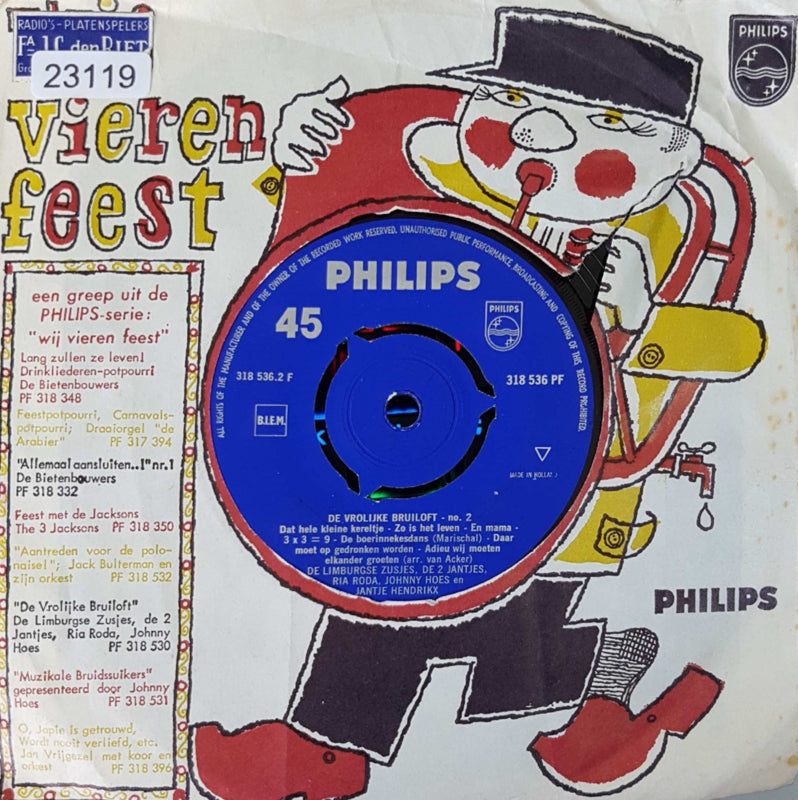 RADIO'S-PLATENSPELERS
FA J.C. den RIET
23119
PHILIPS
vieren
feest
een greep uit de
PHILIPS-serie:
"wij vieren feest"
Lang zullen ze leven!
Drinkliederen-potpourri
De Bietenbouwers
PF 318 348
Feestpotpourri, Carnavals-
potpourri; Draaiorgel "de
Arabier" PF 317 394
"Allemaal aansluiten..!" nr. 1
De Bietenbouwers
PF 318 332
Feest met de Jacksons
The 3 Jacksons PF 318 350
"Aantreden voor de polo-
naise!"; Jack Bulterman en
zijn orkest PF 318 532
"De Vrolijke Bruiloft"
De Limburgse Zusjes, de 2
Jantjes, Ria Roda, Johnny
Hoes PF 318 530
"Muzikale Bruidssuikers"
gepresenteerd door Johnny
Hoes PF 318 531
O, Japie is getrouwd,
Wordt nooit verliefd, etc.
Jan Vrijgezel met koor en
orkest PF 318 396
ALL RIGHTS OF THE MANUFACTURER AND OF THE OWNER OF THE RECORDED WORK RESERVED. UNAUTHORISED PUBLIC PERFORMANCE, BROADCASTING AND COPYING OF THIS RECORD PROHIBITED.
PHILIPS
45
PHILIPS
318 536.2 F
318 536 PF
B.I.E.M.
MADE IN HOLLAND
DE VROLIJKE BRUILOFT - no. 2
Dat hele kleine kereltje - Zo is het leven - En mama -
3 x 3 = 9 - De boerinnekesdans (Marischal) - Daar
moet op gedronken worden - Adieu wij moeten
elkander groeten (arr. van Acker)
DE LIMBURGSE ZUSJES, DE 2 JANTJES,
RIA RODA, JOHNNY HOES en
JANTJE HENDRIKX
PHILIPS